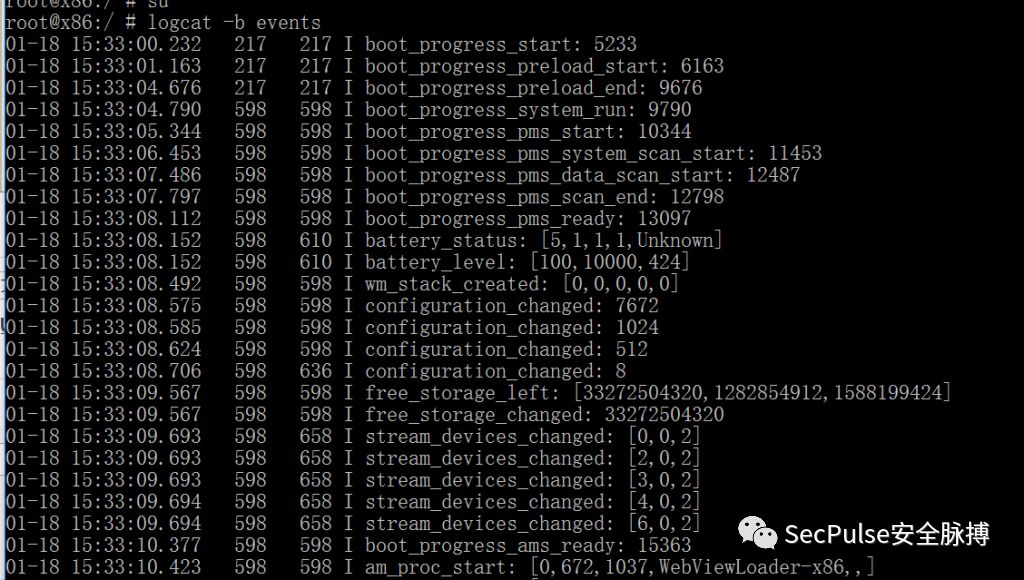 root@x86:/ # su
root@x86:/ # logcat -b events
01-18 15:33:00.232   217   217 I boot_progress_start: 5233
01-18 15:33:01.163   217   217 I boot_progress_preload_start: 6163
01-18 15:33:04.676   217   217 I boot_progress_preload_end: 9676
01-18 15:33:04.790   598   598 I boot_progress_system_run: 9790
01-18 15:33:05.344   598   598 I boot_progress_pms_start: 10344
01-18 15:33:06.453   598   598 I boot_progress_pms_system_scan_start: 11453
01-18 15:33:07.486   598   598 I boot_progress_pms_data_scan_start: 12487
01-18 15:33:07.797   598   598 I boot_progress_pms_scan_end: 12798
01-18 15:33:08.112   598   598 I boot_progress_pms_ready: 13097
01-18 15:33:08.152   598   610 I battery_status: [5,1,1,1,Unknown]
01-18 15:33:08.152   598   610 I battery_level: [100,10000,424]
01-18 15:33:08.492   598   598 I wm_stack_created: [0,0,0,0,0]
01-18 15:33:08.575   598   598 I configuration_changed: 7672
01-18 15:33:08.585   598   598 I configuration_changed: 1024
01-18 15:33:08.624   598   598 I configuration_changed: 512
01-18 15:33:08.706   598   636 I configuration_changed: 8
01-18 15:33:09.567   598   598 I free_storage_left: [33272504320,1282854912,1588199424]
01-18 15:33:09.567   598   598 I free_storage_changed: 33272504320
01-18 15:33:09.693   598   658 I stream_devices_changed: [0,0,2]
01-18 15:33:09.693   598   658 I stream_devices_changed: [2,0,2]
01-18 15:33:09.693   598   658 I stream_devices_changed: [3,0,2]
01-18 15:33:09.694   598   658 I stream_devices_changed: [4,0,2]
01-18 15:33:09.694   598   658 I stream_devices_changed: [6,0,2]
01-18 15:33:10.377   598   598 I boot_progress_ams_ready: 15363
01-18 15:33:10.423   598   598 I am_proc_start: [0,672,1037,WebViewLoader-x86,,]
SecPulse安全脉搏